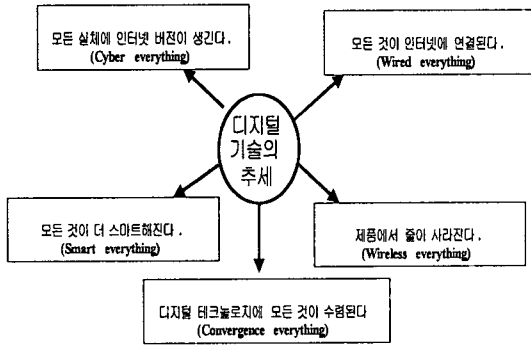 모든 실체에 인터넷 버전이 생긴다.
(Cyber everything)
모든 것이 인터넷에 연결된다.
(Wired everything)
디지털
기술의
추세
모든 것이 더 스마트해진다.
(Smart everything)
제품에서 줄이 사라진다.
(Wireless everything)
디지털 테크놀로지에 모든 것이 수렴된다
(Convergence everything)